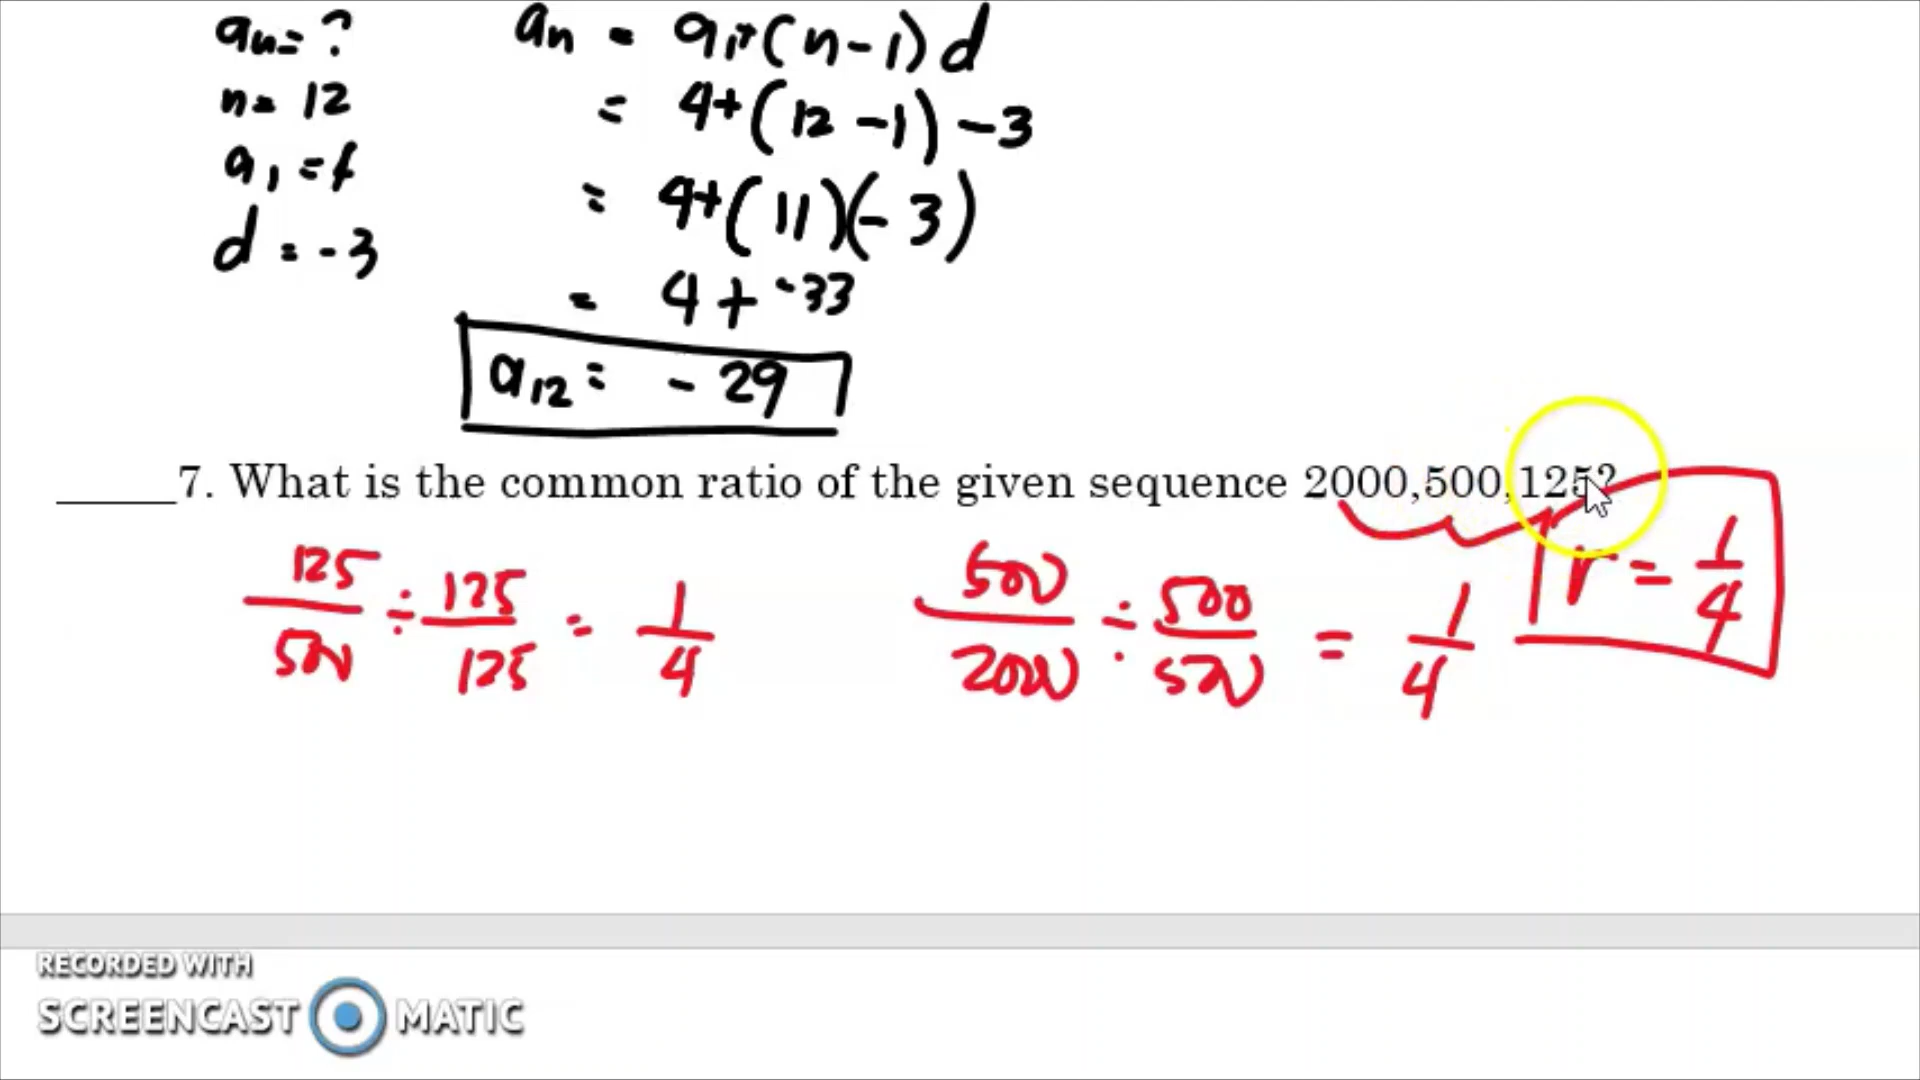 an = ?
an = a1+(n-1)d
n = 12
= 4+(12-1)-3
a1 = 4
= 4+(11)(-3)
d = -3
= 4 + -33
a12 = -29
_____7. What is the common ratio of the given sequence 2000,500,125?
125/500 ÷ 125/125 = 1/4
500/2000 ÷ 500/500 = 1/4
r = 1/4
RECORDED WITH
SCREENCAST MATIC